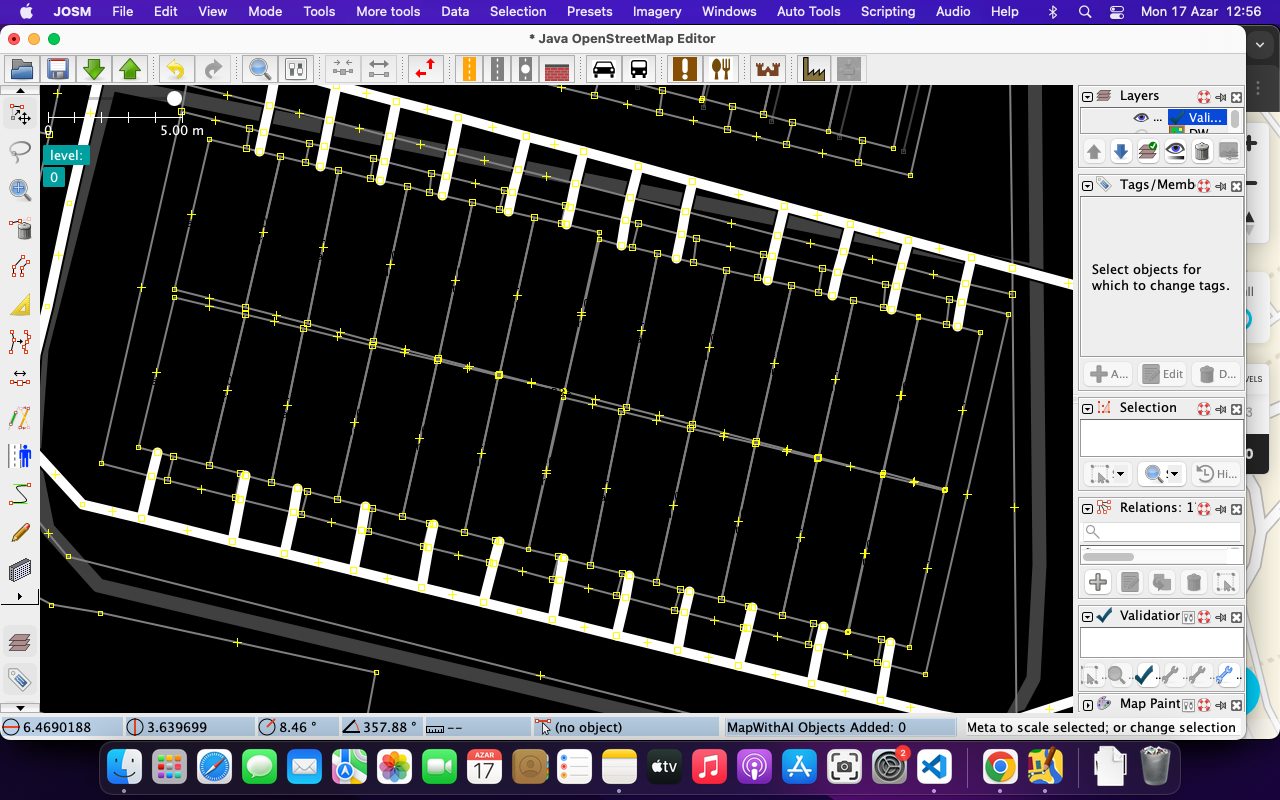 JOSM File Edit View Mode Tools More tools Data Selection Presets Imagery Windows Auto Tools Scripting Audio Help Mon 17 Azar 12:56
* Java OpenStreetMap Editor
Layers
0 5.00 m
... Vali...
level:
0
Tags/Memb
Select objects for
which to change tags.
A... Edit D...
Selection
Hi...
Relations: 1
Validation
Map Paint
6.4690188 3.639699 8.46 ° 357.88 ° -- (no object) MapWithAI Objects Added: 0 Meta to scale selected; or change selection
AZAR
17
tv
2